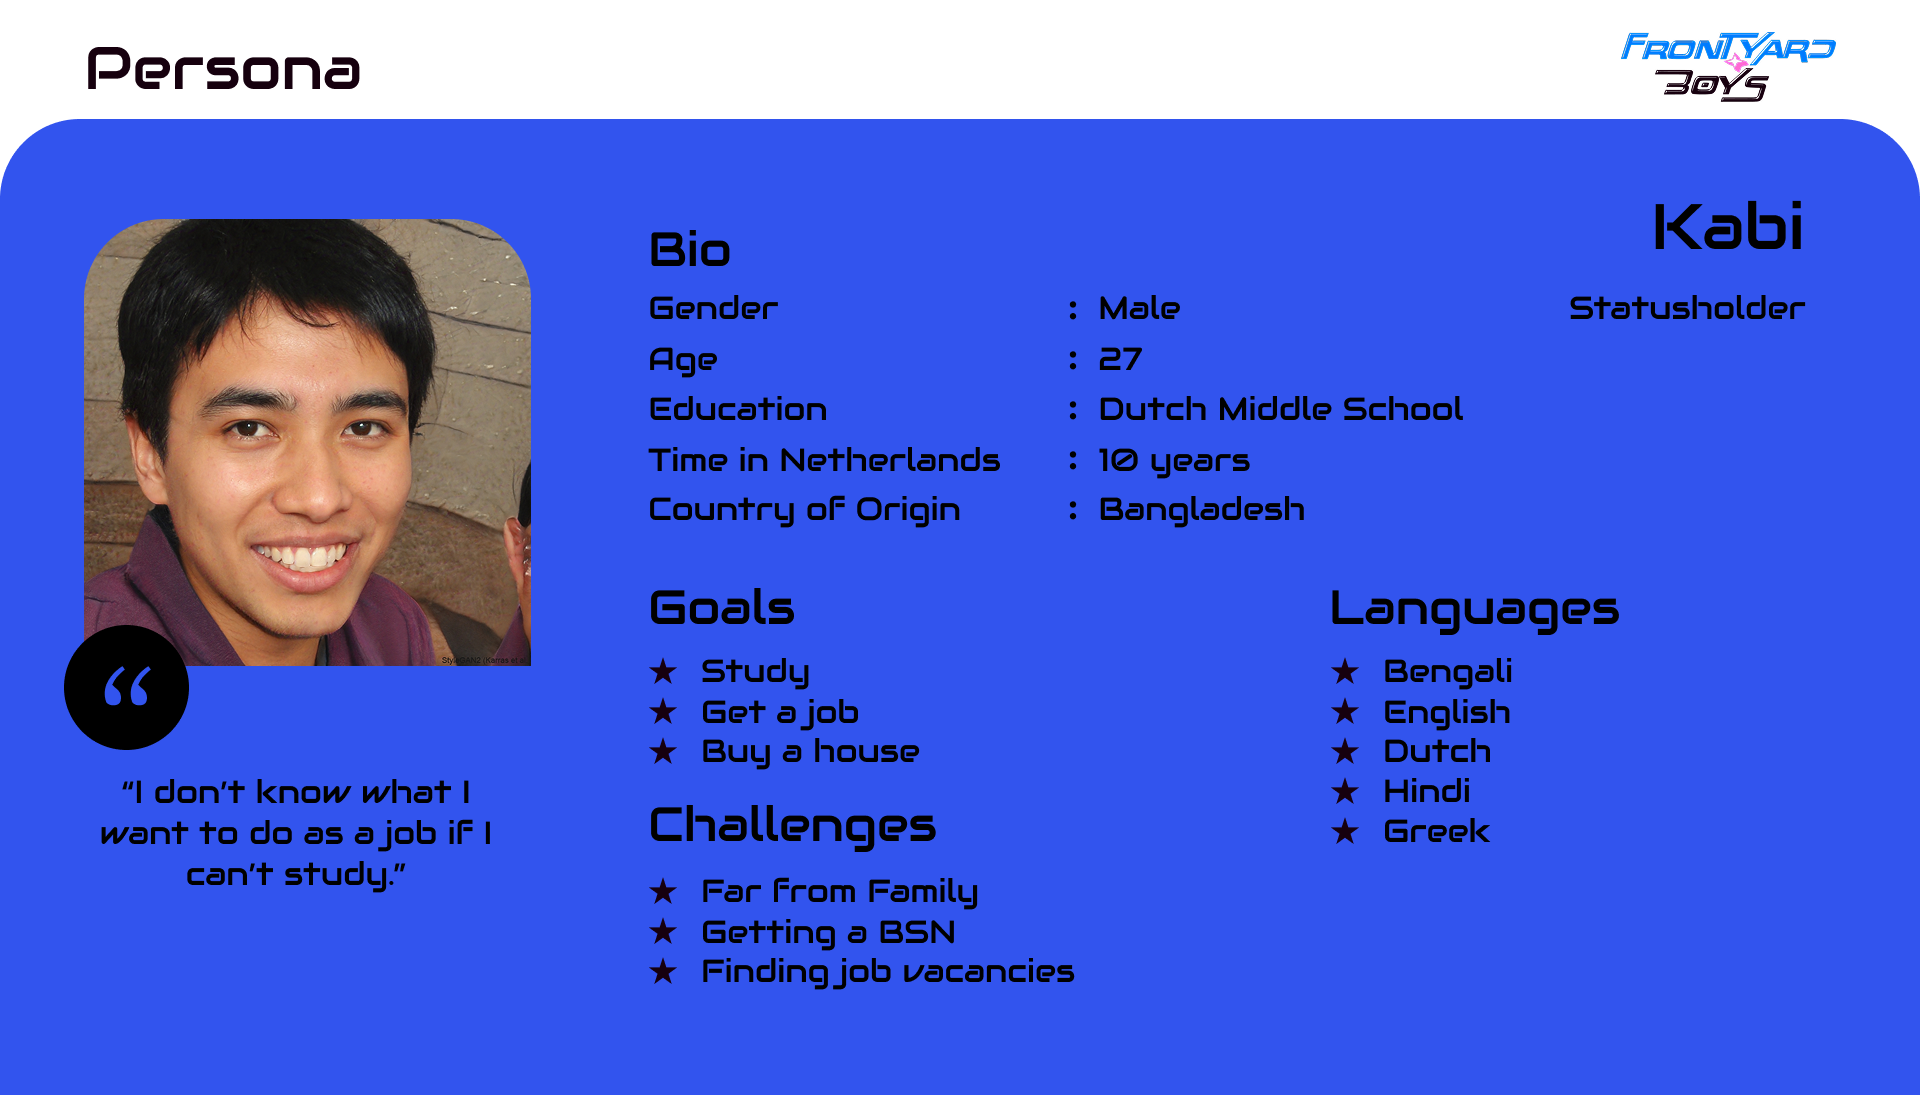 Persona
FRONTYARD
BOYS
Kabi
Statusholder
Bio
Gender : Male
Age : 27
Education : Dutch Middle School
Time in Netherlands : 10 years
Country of Origin : Bangladesh
Goals
★ Study
★ Get a job
★ Buy a house
Challenges
★ Far from Family
★ Getting a BSN
★ Finding job vacancies
Languages
★ Bengali
★ English
★ Dutch
★ Hindi
★ Greek
StyleGAN2 (Karras et al.
“
“I don’t know what I
want to do as a job if I
can’t study.”